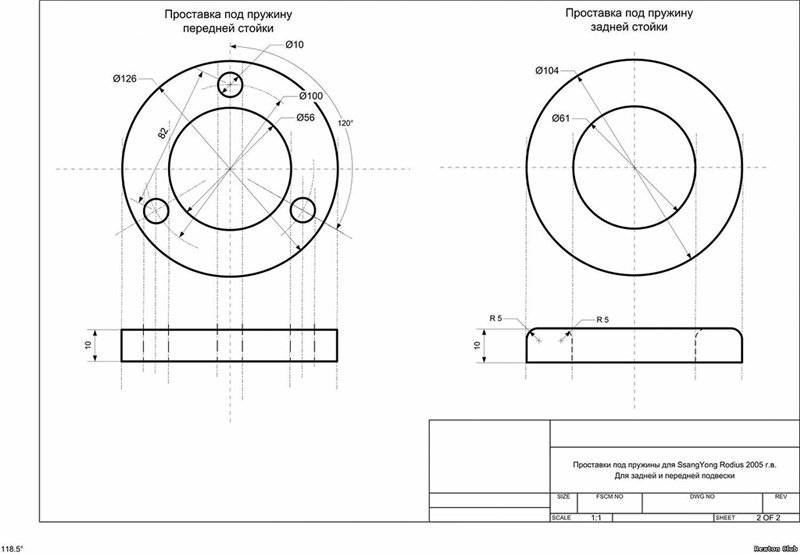 Проставка под пружину
передней стойки
Проставка под пружину
задней стойки
Ø10
Ø126
Ø100
Ø56
120°
82
Ø104
Ø61
10
R 5
R 5
10
Проставки под пружины для SsangYong Rodius 2005 г.в.
Для задней и передней подвески
SIZE FSCM NO DWG NO REV
SCALE 1:1 SHEET 2 OF 2
118.5°
Rexton Club